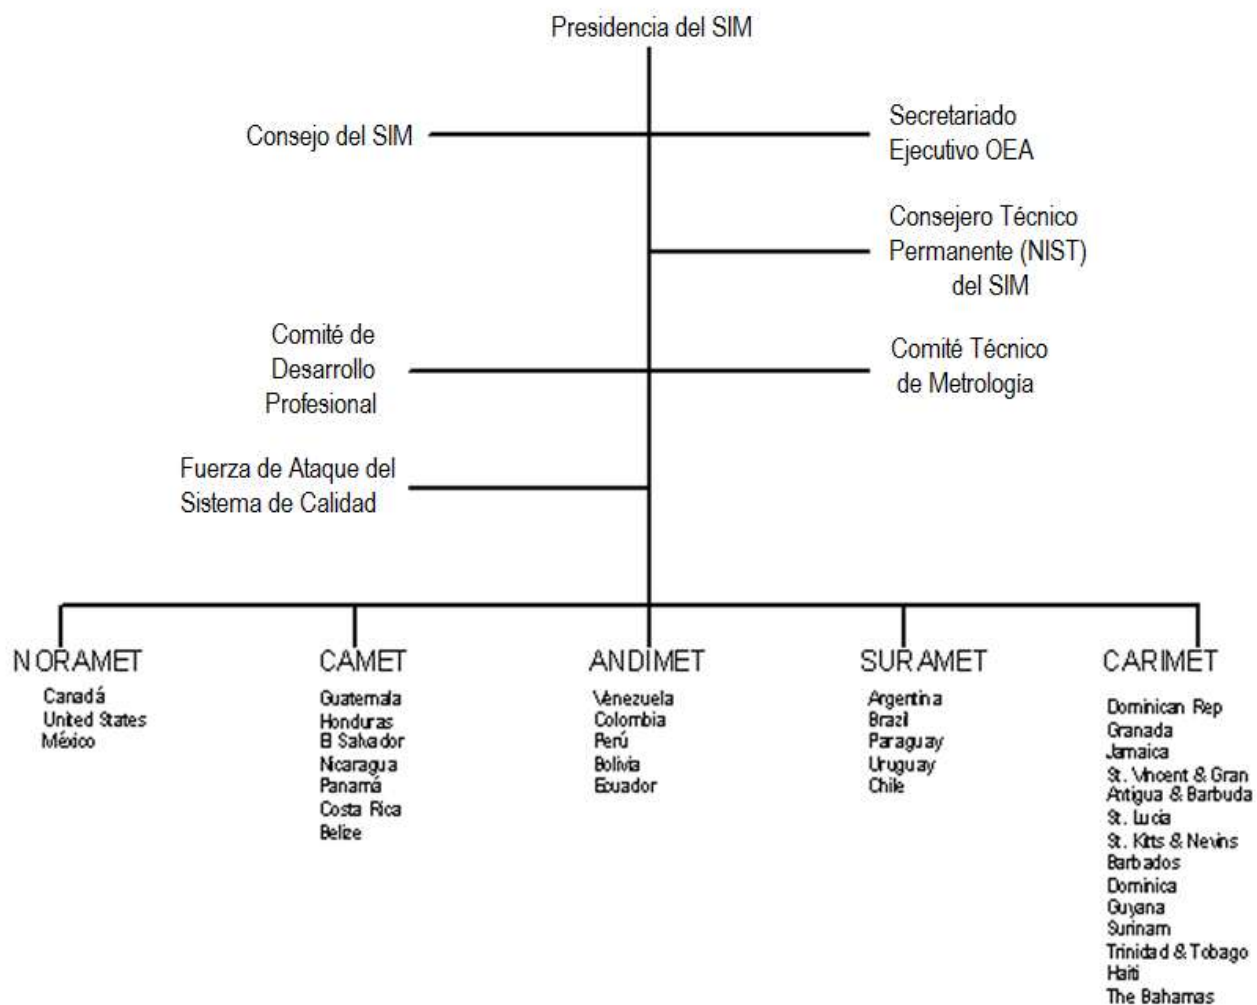 Presidencia del SIM
Consejo del SIM
Secretariado
Ejecutivo OEA
Consejero Técnico
Permanente (NIST)
del SIM
Comité de
Desarrollo
Profesional
Comité Técnico
de Metrología
Fuerza de Ataque del
Sistema de Calidad
NORAMET
Canadá
United States
México
CAMET
Guatemala
Honduras
El Salvador
Nicaragua
Panamá
Costa Rica
Belize
ANDIMET
Venezuela
Colombia
Perú
Bolivia
Ecuador
SURAMET
Argentina
Brazil
Paraguay
Uruguay
Chile
CARIMET
Dominican Rep
Granada
Jamaica
St. Vincent & Gran
Antigua & Barbuda
St. Lucia
St. Kitts & Nevins
Barbados
Dominica
Guyana
Surinam
Trinidad & Tobago
Haiti
The Bahamas